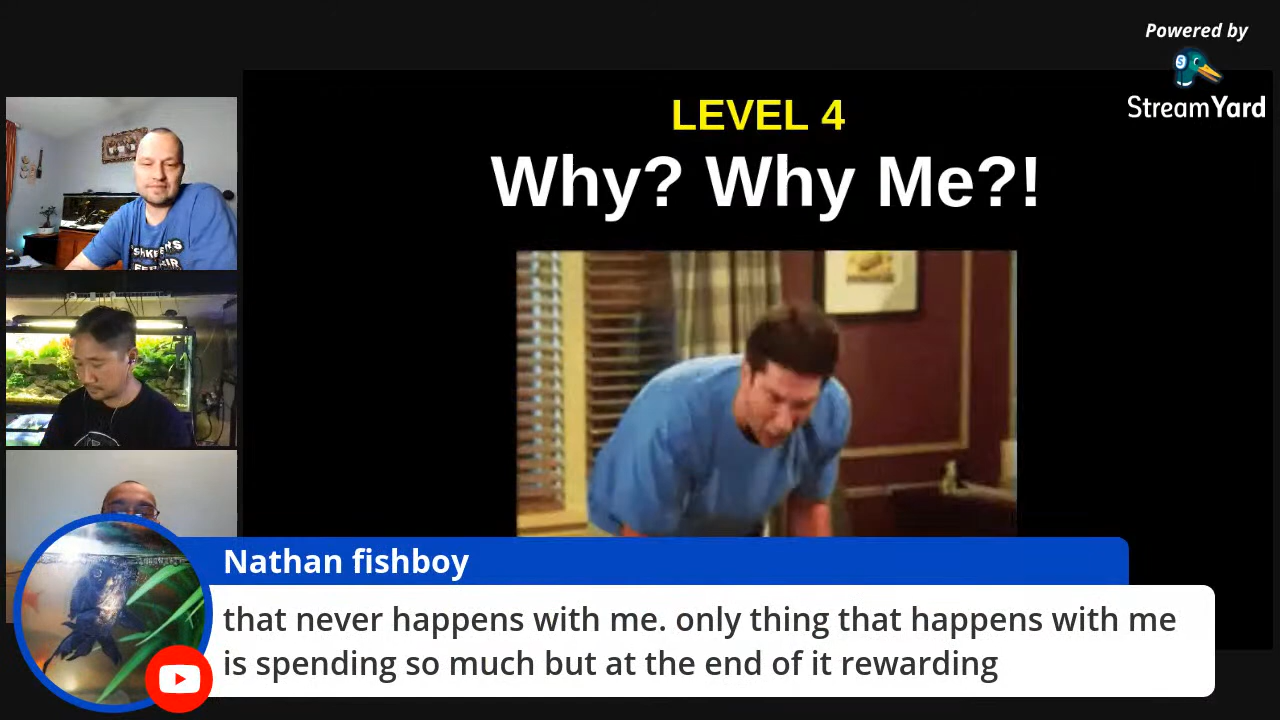 Powered by
StreamYard
LEVEL 4
Why? Why Me?!
Nathan fishboy
that never happens with me. only thing that happens with me
is spending so much but at the end of it rewarding